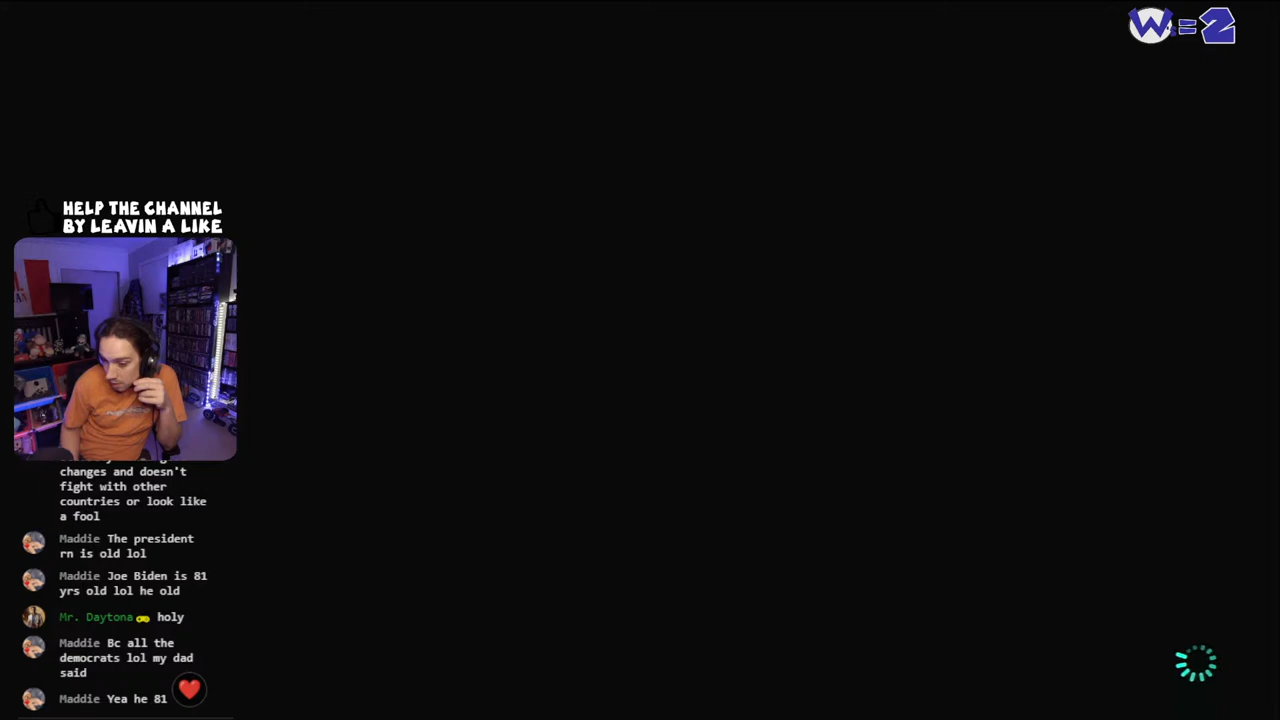 W=2
HELP THE CHANNEL
BY LEAVIN A LIKE
changes and doesn't
fight with other
countries or look like
a fool
Maddie The president
rn is old lol
Maddie Joe Biden is 81
yrs old lol he old
Mr. Daytona holy
Maddie Bc all the
democrats lol my dad
said
Maddie Yea he 81